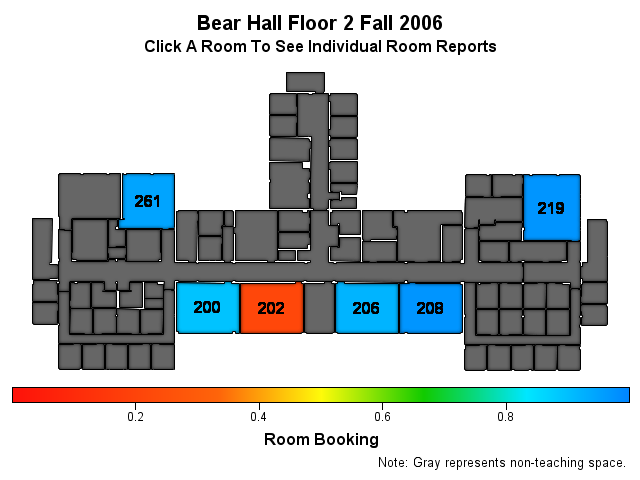 Bear Hall Floor 2 Fall 2006
Click A Room To See Individual Room Reports
261
219
200
202
206
208
0.2
0.4
0.6
0.8
Room Booking
Note: Gray represents non-teaching space.